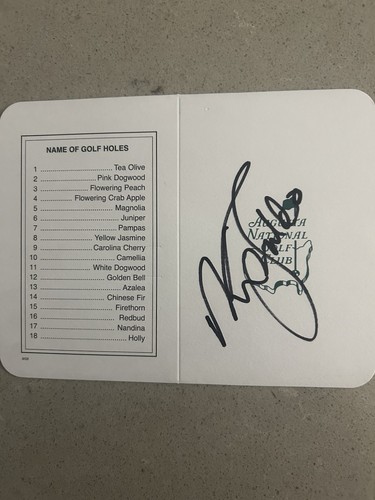 NAME OF GOLF HOLES
1 ........................ Tea Olive
2 ........................ Pink Dogwood
3 ........................ Flowering Peach
4 ........................ Flowering Crab Apple
5 ........................ Magnolia
6 ........................ Juniper
7 ........................ Pampas
8 ........................ Yellow Jasmine
9 ........................ Carolina Cherry
10 ........................ Camellia
11 ........................ White Dogwood
12 ........................ Golden Bell
13 ........................ Azalea
14 ........................ Chinese Fir
15 ........................ Firethorn
16 ........................ Redbud
17 ........................ Nandina
18 ........................ Holly
AUGUSTA
NATIONAL
GOLF
CLUB